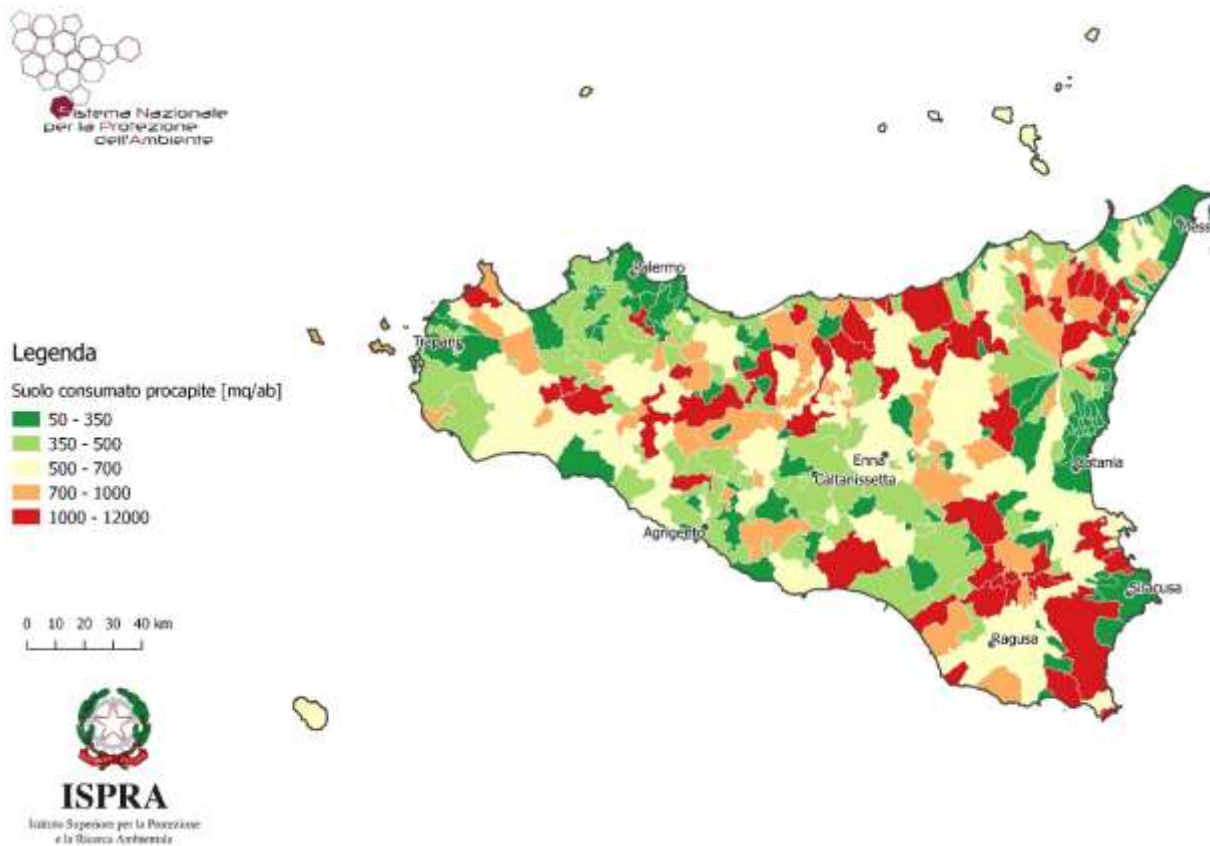 Sistema Nazionale
per la Protezione
dell'Ambiente
Messi
Palermo
Trapani
Legenda
Suolo consumato procapite [mq/ab]
50 - 350
350 - 500
500 - 700
700 - 1000
1000 - 12000
Enna
Catania
Caltanissetta
Agrigento
Siracusa
Ragusa
0 10 20 30 40 km
ISPRA
Istituto Superiore per la Protezione
e la Ricerca Ambientale